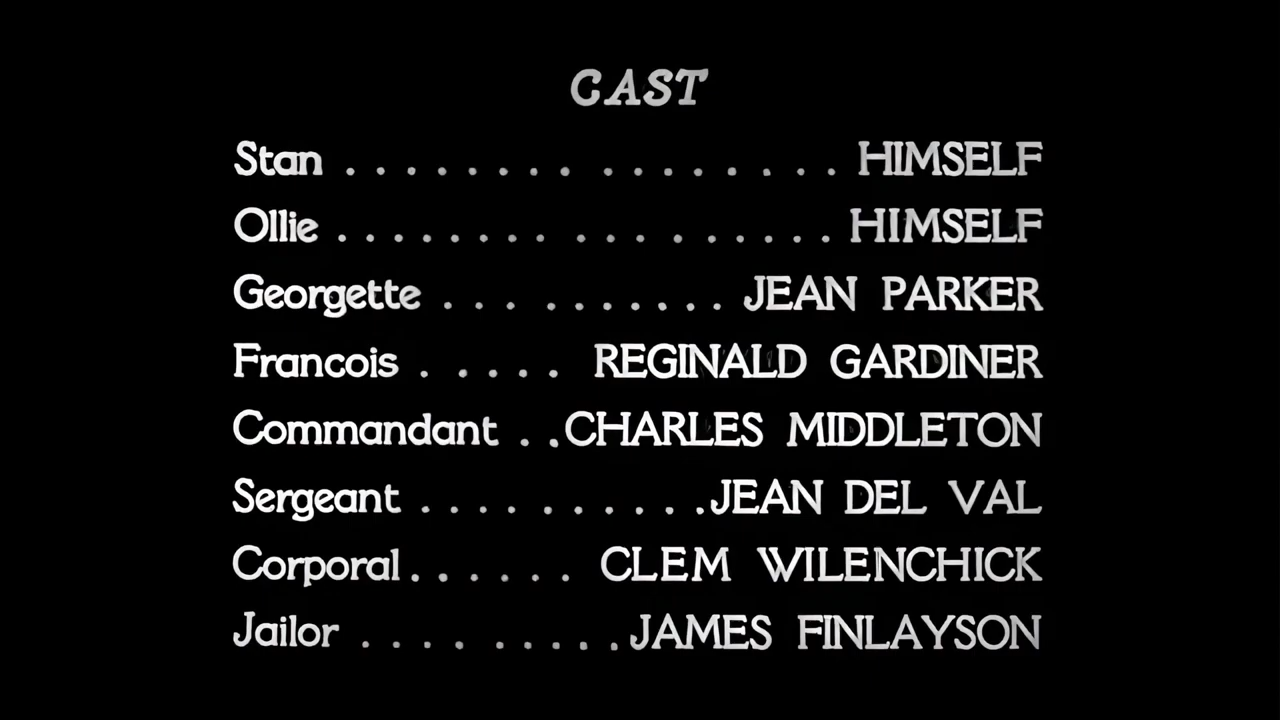 CAST
Stan . . . . . . . . . . . . . . . . HIMSELF
Ollie . . . . . . . . . . . . . . . . HIMSELF
Georgette . . . . . . . . . . JEAN PARKER
Francois . . . . . REGINALD GARDINER
Commandant . . CHARLES MIDDLETON
Sergeant . . . . . . . . . . JEAN DEL VAL
Corporal . . . . . . CLEM WILENCHICK
Jailor . . . . . . . . . JAMES FINLAYSON